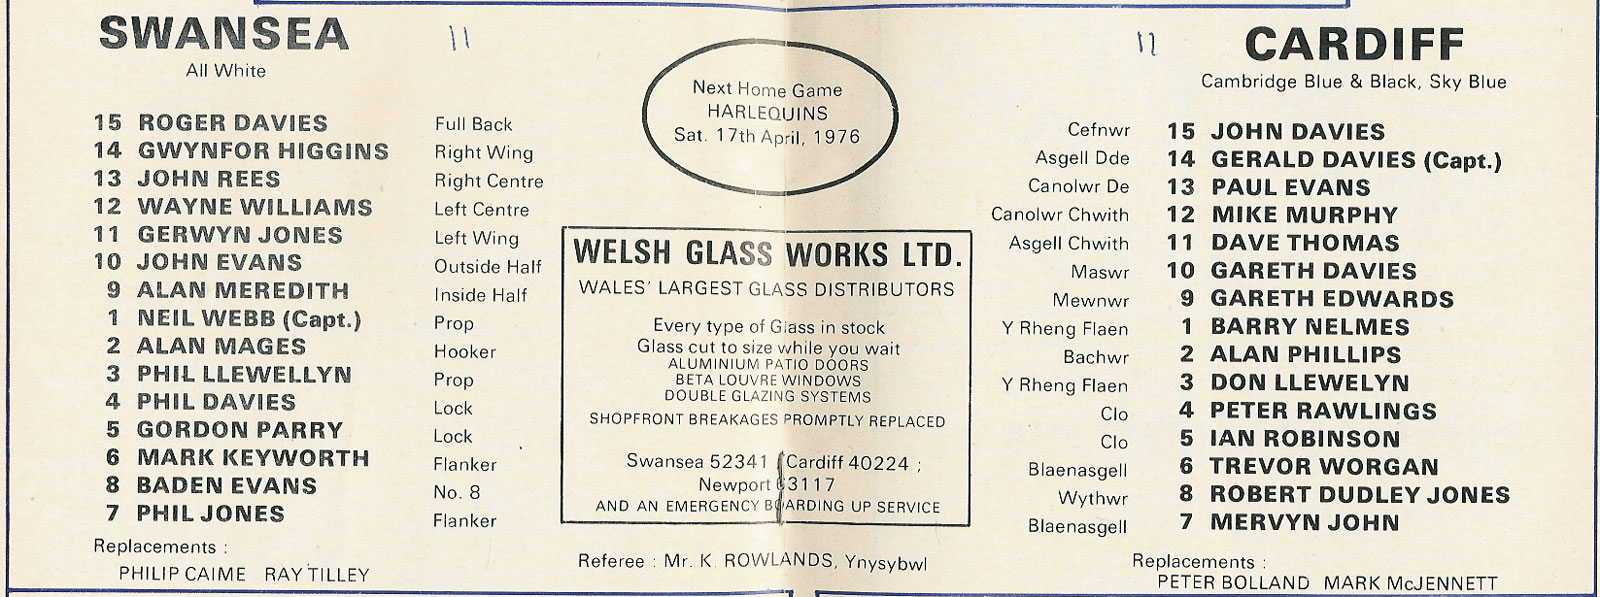 SWANSEA
All White
11
15 ROGER DAVIES Full Back
14 GWYNFOR HIGGINS Right Wing
13 JOHN REES Right Centre
12 WAYNE WILLIAMS Left Centre
11 GERWYN JONES Left Wing
10 JOHN EVANS Outside Half
9 ALAN MEREDITH Inside Half
1 NEIL WEBB (Capt.) Prop
2 ALAN MAGES Hooker
3 PHIL LLEWELLYN Prop
4 PHIL DAVIES Lock
5 GORDON PARRY Lock
6 MARK KEYWORTH Flanker
8 BADEN EVANS No. 8
7 PHIL JONES Flanker
Replacements :
PHILIP CAIME RAY TILLEY
Next Home Game
HARLEQUINS
Sat. 17th April, 1976
WELSH GLASS WORKS LTD.
WALES' LARGEST GLASS DISTRIBUTORS
Every type of Glass in stock
Glass cut to size while you wait
ALUMINIUM PATIO DOORS
BETA LOUVRE WINDOWS
DOUBLE GLAZING SYSTEMS
SHOPFRONT BREAKAGES PROMPTLY REPLACED
Swansea 52341 Cardiff 40224 ;
Newport 63117
AND AN EMERGENCY BOARDING UP SERVICE
Referee : Mr. K. ROWLANDS, Ynysybwl
11
CARDIFF
Cambridge Blue & Black, Sky Blue
Cefnwr 15 JOHN DAVIES
Asgell Dde 14 GERALD DAVIES (Capt.)
Canolwr De 13 PAUL EVANS
Canolwr Chwith 12 MIKE MURPHY
Asgell Chwith 11 DAVE THOMAS
Maswr 10 GARETH DAVIES
Mewnwr 9 GARETH EDWARDS
Y Rheng Flaen 1 BARRY NELMES
Bachwr 2 ALAN PHILLIPS
Y Rheng Flaen 3 DON LLEWELYN
Clo 4 PETER RAWLINGS
Clo 5 IAN ROBINSON
Blaenasgell 6 TREVOR WORGAN
Wythwr 8 ROBERT DUDLEY JONES
Blaenasgell 7 MERVYN JOHN
Replacements :
PETER BOLLAND MARK McJENNETT